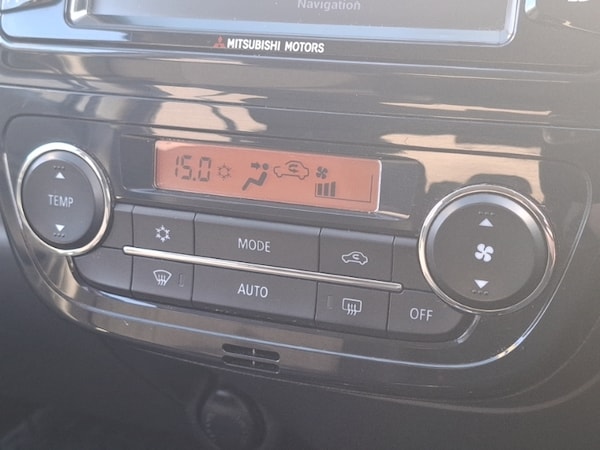 Navigation
MITSUBISHI MOTORS
15.0
TEMP
MODE
AUTO
OFF